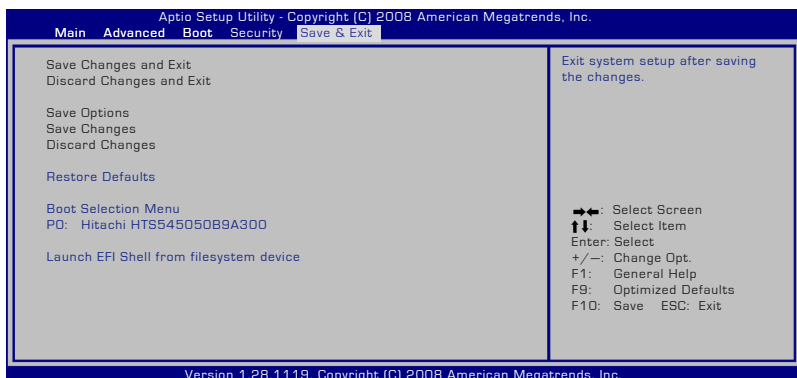 Aptio Setup Utility - Copyright (C) 2008 American Megatrends, Inc.
Main Advanced Boot Security Save & Exit
Save Changes and Exit
Discard Changes and Exit
Save Options
Save Changes
Discard Changes
Restore Defaults
Boot Selection Menu
P0: Hitachi HTS545050B9A300
Launch EFI Shell from filesystem device
Exit system setup after saving
the changes.
→←: Select Screen
↑↓: Select Item
Enter: Select
+/—: Change Opt.
F1: General Help
F9: Optimized Defaults
F10: Save ESC: Exit
Version 1.28.1119. Copyright (C) 2008 American Megatrends, Inc.